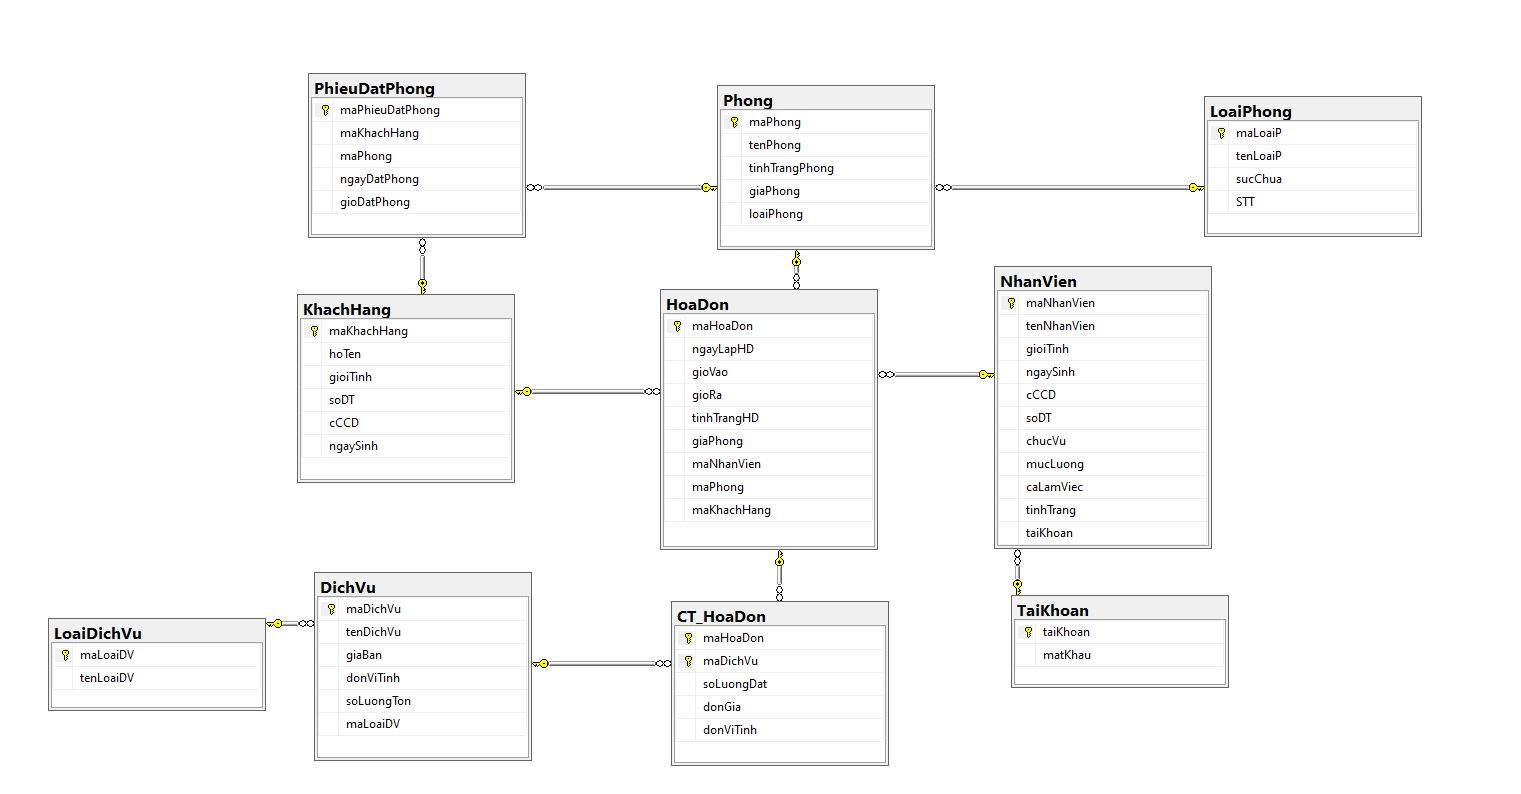 PhieuDatPhong
maPhieuDatPhong
maKhachHang
maPhong
ngayDatPhong
gioDatPhong
Phong
maPhong
tenPhong
tinhTrangPhong
giaPhong
loaiPhong
LoaiPhong
maLoaiP
tenLoaiP
sucChua
STT
KhachHang
maKhachHang
hoTen
gioiTinh
soDT
cCCD
ngaySinh
HoaDon
maHoaDon
ngayLapHD
gioVao
gioRa
tinhTrangHD
giaPhong
maNhanVien
maPhong
maKhachHang
NhanVien
maNhanVien
tenNhanVien
gioiTinh
ngaySinh
cCCD
soDT
chucVu
mucLuong
caLamViec
tinhTrang
taiKhoan
LoaiDichVu
maLoaiDV
tenLoaiDV
DichVu
maDichVu
tenDichVu
giaBan
donViTinh
soLuongTon
maLoaiDV
CT_HoaDon
maHoaDon
maDichVu
soLuongDat
donGia
donViTinh
TaiKhoan
taiKhoan
matKhau